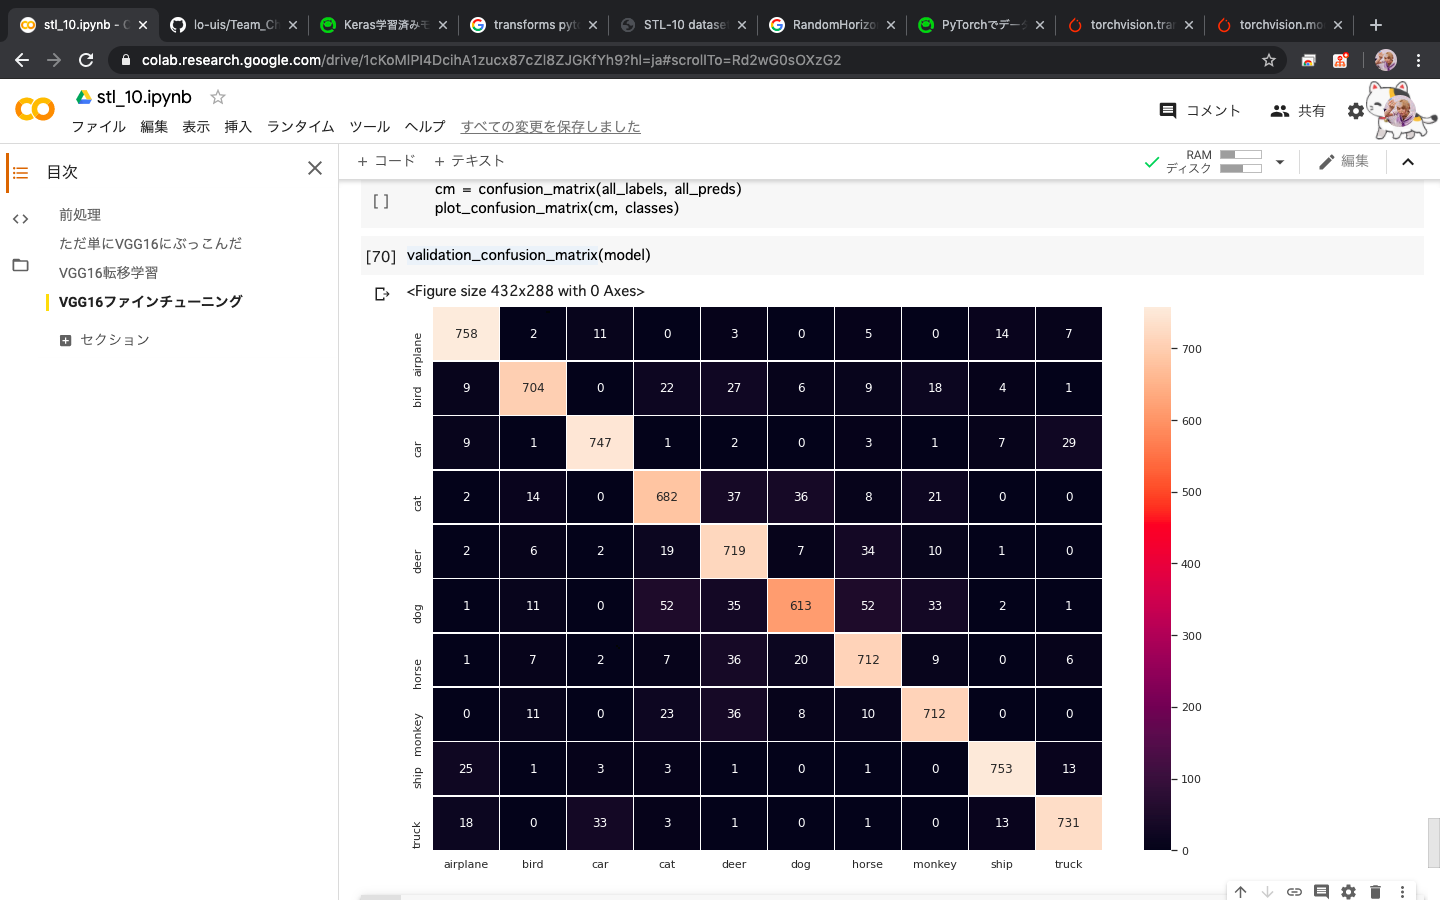 stl_10.ipynb - C
lo-uis/Team_Ch
Keras学習済みモ
transforms pyt
STL-10 dataset
RandomHorizo
PyTorchでデータ
torchvision.tra
torchvision.mo
colab.research.google.com/drive/1cKoMlPI4DcihA1zucx87cZl8ZJGKfYh9?hl=ja#scrollTo=Rd2wG0sOXzG2
stl_10.ipynb
コメント
共有
ファイル 編集 表示 挿入 ランタイム ツール ヘルプ すべての変更を保存しました
目次
前処理
ただ単にVGG16にぶっこんだ
VGG16転移学習
VGG16ファインチューニング
セクション
+ コード + テキスト
RAM
ディスク
編集
[ ]
cm = confusion_matrix(all_labels, all_preds)
plot_confusion_matrix(cm, classes)
[70] validation_confusion_matrix(model)
<Figure size 432x288 with 0 Axes>
airplane 758 2 11 0 3 0 5 0 14 7
bird 9 704 0 22 27 6 9 18 4 1
car 9 1 747 1 2 0 3 1 7 29
cat 2 14 0 682 37 36 8 21 0 0
deer 2 6 2 19 719 7 34 10 1 0
dog 1 11 0 52 35 613 52 33 2 1
horse 1 7 2 7 36 20 712 9 0 6
monkey 0 11 0 23 36 8 10 712 0 0
ship 25 1 3 3 1 0 1 0 753 13
truck 18 0 33 3 1 0 1 0 13 731
airplane bird car cat deer dog horse monkey ship truck
700
600
500
400
300
200
100
0